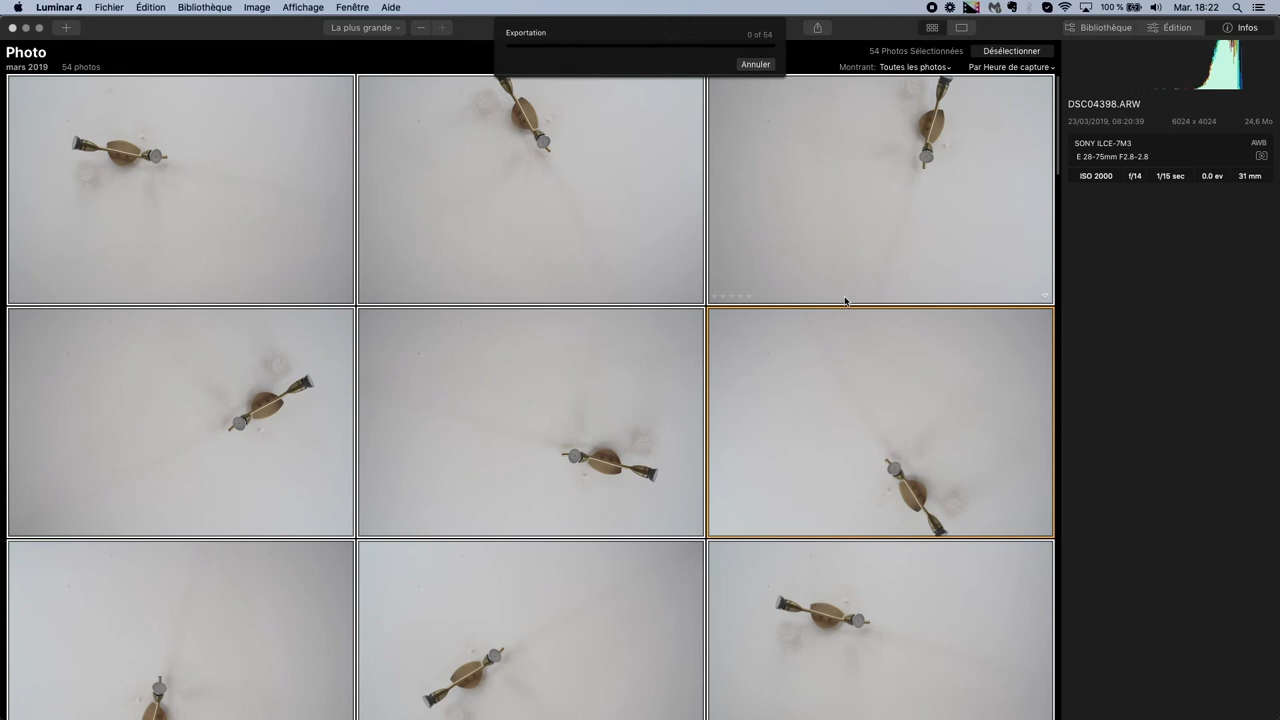 Luminar 4 Fichier Édition Bibliothèque Image Affichage Fenêtre Aide 100 % Mar. 18:22
La plus grande Bibliothèque Édition Infos
Exportation 0 of 54
Annuler
Photo 54 Photos Sélectionnées Désélectionner
mars 2019 54 photos Montrant: Toutes les photos Par Heure de capture
DSC04398.ARW
23/03/2019, 08:20:39 6024 x 4024 24,6 Mo
SONY ILCE-7M3 AWB
E 28-75mm F2.8-2.8
ISO 2000 f/14 1/15 sec 0.0 ev 31 mm